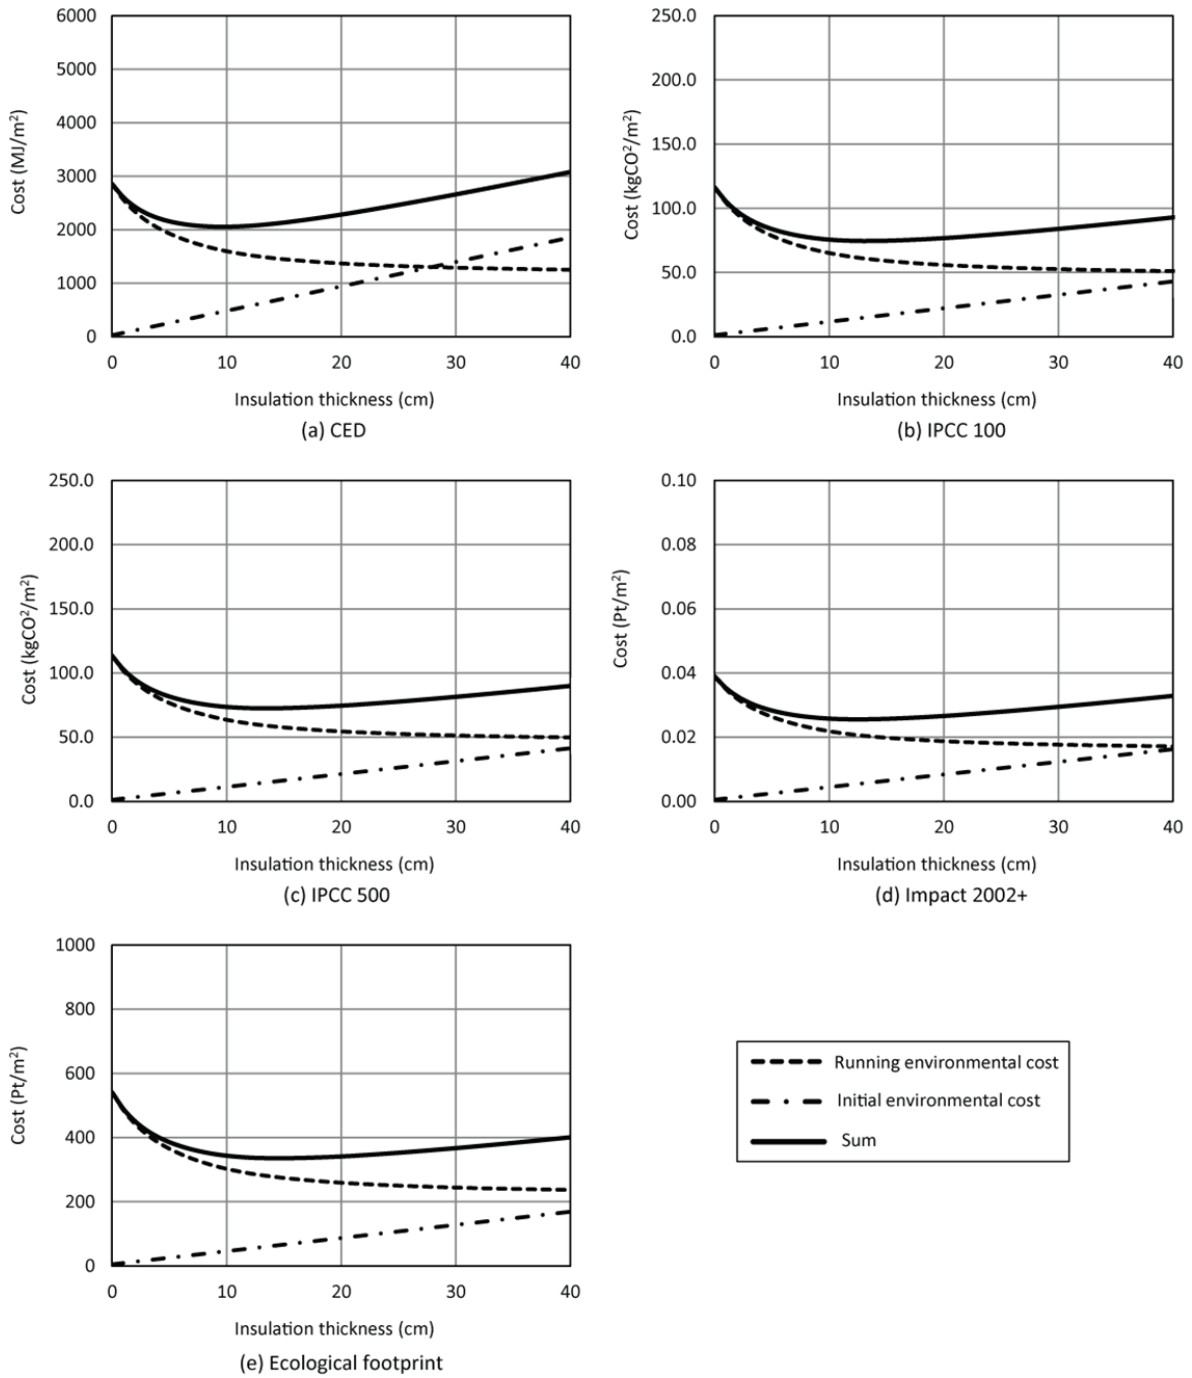 6000
5000
4000
3000
2000
1000
0
Cost (MJ/m²)
0 10 20 30 40
Insulation thickness (cm)
(a) CED
250.0
200.0
150.0
100.0
50.0
0.0
Cost (kgCO²/m²)
0 10 20 30 40
Insulation thickness (cm)
(b) IPCC 100
250.0
200.0
150.0
100.0
50.0
0.0
Cost (kgCO²/m²)
0 10 20 30 40
Insulation thickness (cm)
(c) IPCC 500
0.10
0.08
0.06
0.04
0.02
0.00
Cost (Pt/m²)
0 10 20 30 40
Insulation thickness (cm)
(d) Impact 2002+
1000
800
600
400
200
0
Cost (Pt/m²)
0 10 20 30 40
Insulation thickness (cm)
(e) Ecological footprint
Running environmental cost
Initial environmental cost
Sum